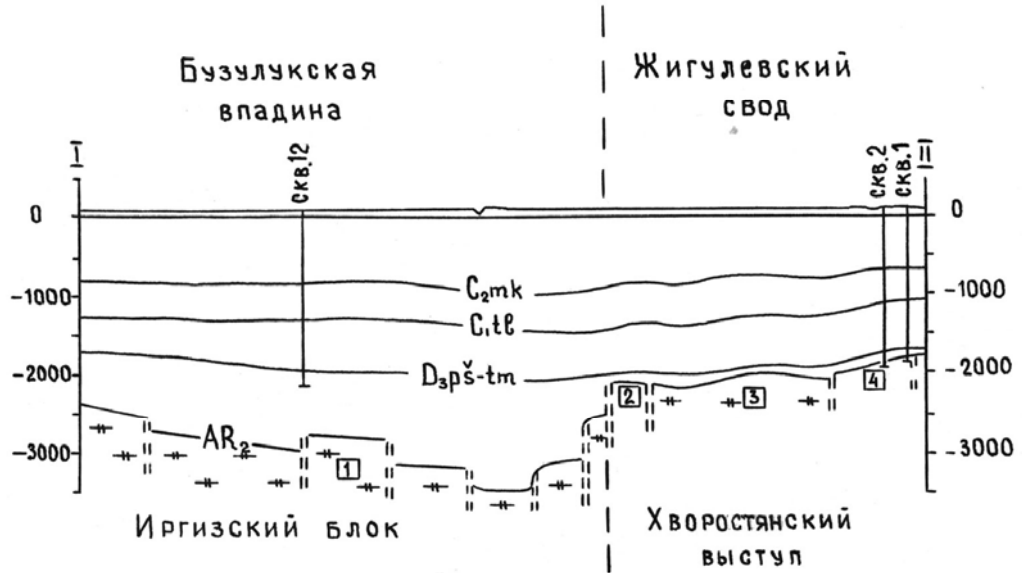 Бузулукская
впадина
Жигулевский
свод
I
скв.12
скв.2
скв.1
II
0
0
-1000
C₂mk
-1000
C₁tl
-2000
D₃pš-tm
-2000
2
3
4
AR₂
-3000
1
-3000
Иргизский блок
Хворостянский
выступ